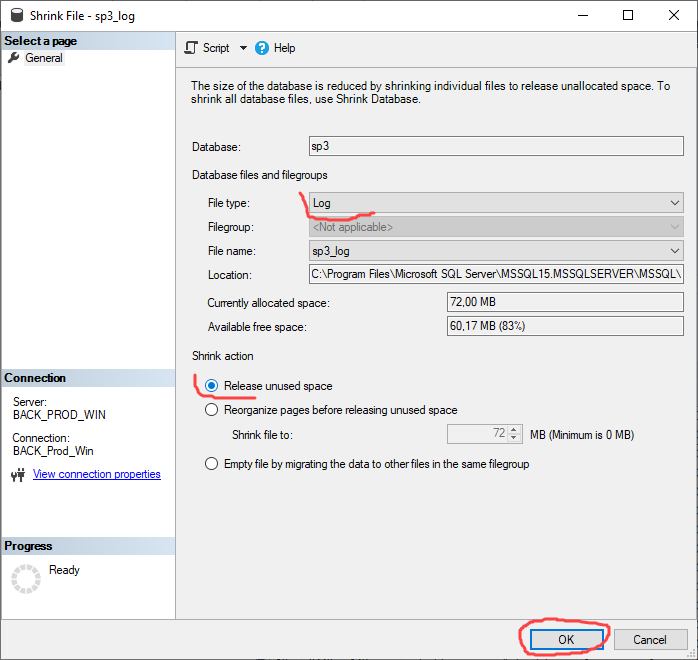 Shrink File - sp3_log
Select a page
General
Script
Help
The size of the database is reduced by shrinking individual files to release unallocated space. To
shrink all database files, use Shrink Database.
Database:
sp3
Database files and filegroups
File type:
Log
Filegroup:
<Not applicable>
File name:
sp3_log
Location:
C:\Program Files\Microsoft SQL Server\MSSQL15.MSSQLSERVER\MSSQL\
Currently allocated space:
72,00 MB
Available free space:
60,17 MB (83%)
Shrink action
Release unused space
Reorganize pages before releasing unused space
Shrink file to:
72
MB (Minimum is 0 MB)
Empty file by migrating the data to other files in the same filegroup
Connection
Server:
BACK_PROD_WIN
Connection:
BACK_Prod_Win
View connection properties
Progress
Ready
OK
Cancel